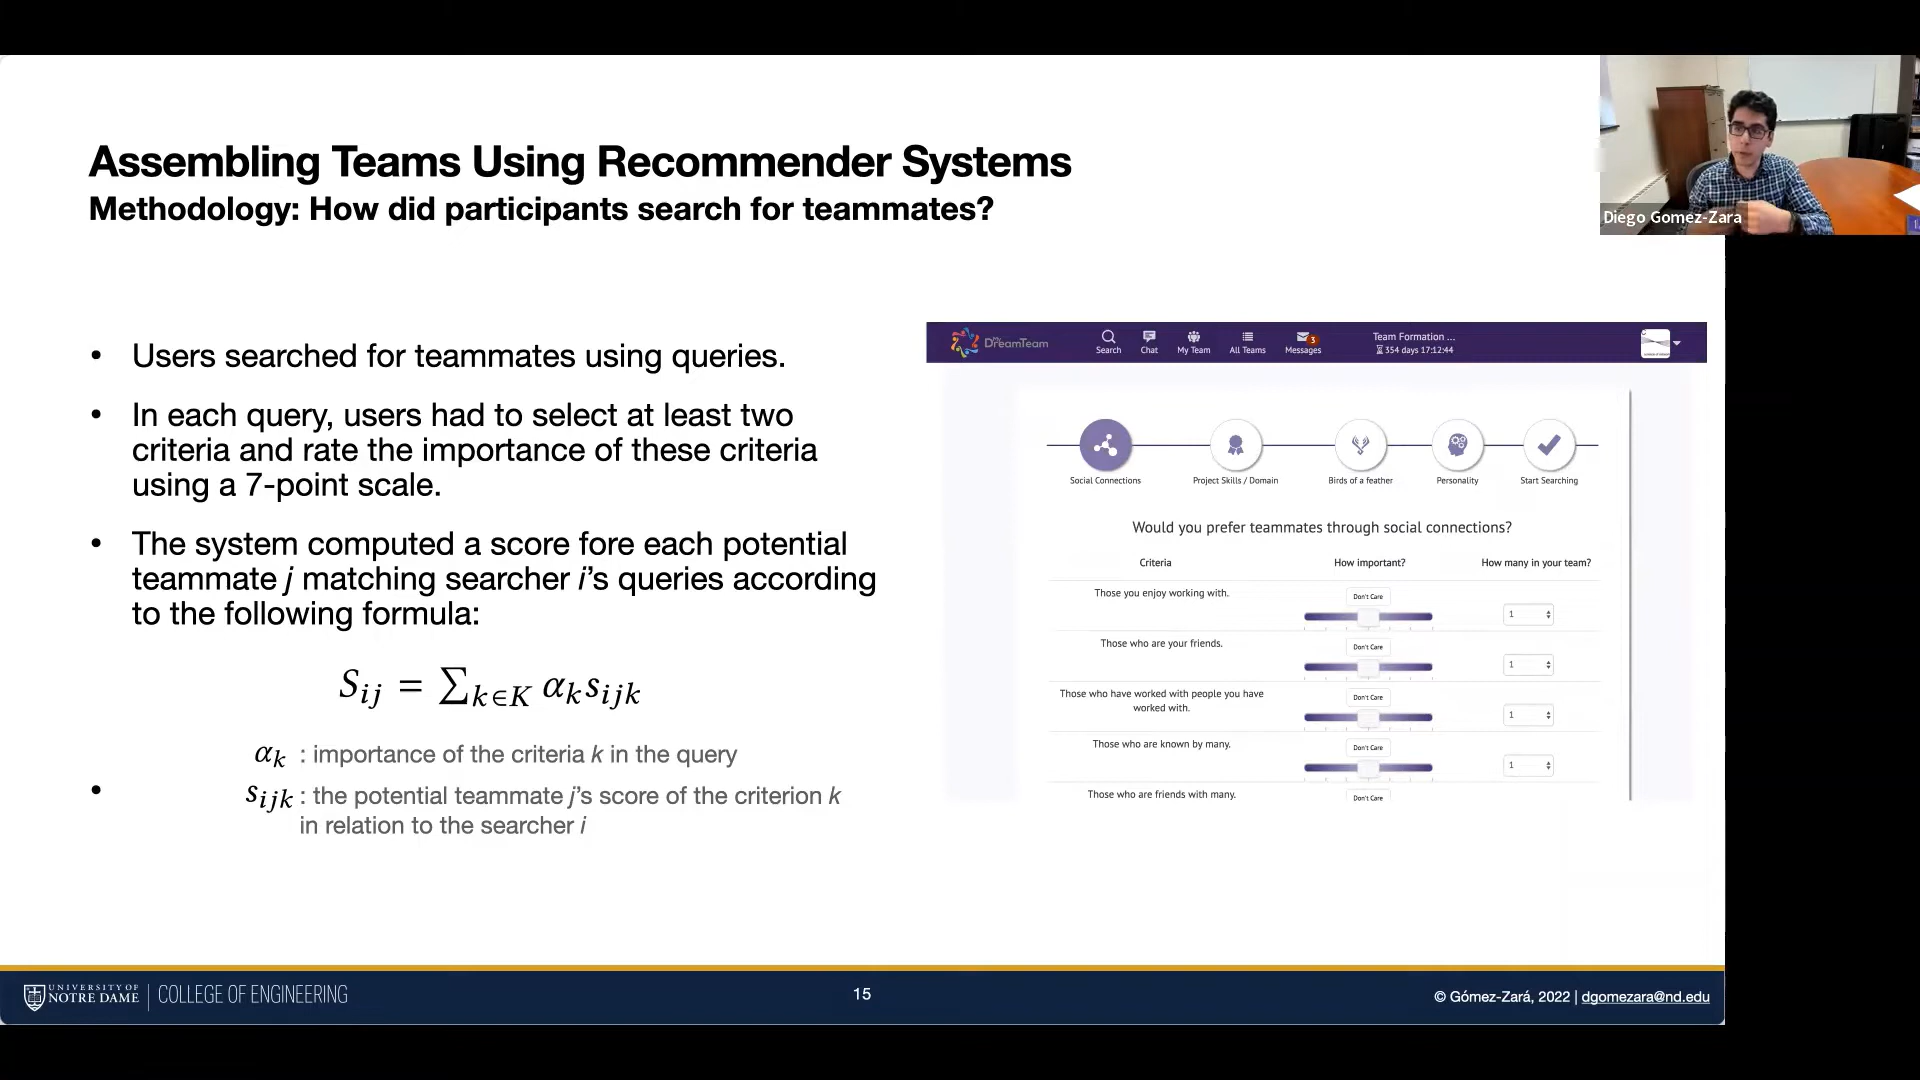 Assembling Teams Using Recommender Systems
Methodology: How did participants search for teammates?
Diego Gomez-Zara
• Users searched for teammates using queries.
• In each query, users had to select at least two
criteria and rate the importance of these criteria
using a 7-point scale.
• The system computed a score fore each potential
teammate j matching searcher i’s queries according
to the following formula:
S_{ij} = ∑_{k∈K} α_k s_{ijk}
α_k : importance of the criteria k in the query
• s_{ijk} : the potential teammate j’s score of the criterion k
in relation to the searcher i
My DreamTeam
Search
Chat
My Team
All Teams
3
Messages
Team Formation ...
354 days 17:12:44
Social Connections
Project Skills / Domain
Birds of a feather
Personality
Start Searching
Would you prefer teammates through social connections?
Criteria How important? How many in your team?
Those you enjoy working with. Don't Care 1
Those who are your friends. Don't Care 1
Those who have worked with people you have
worked with. Don't Care 1
Those who are known by many. Don't Care 1
Those who are friends with many. Don't Care
UNIVERSITY OF
NOTRE DAME
COLLEGE OF ENGINEERING
15
© Gómez-Zará, 2022 | dgomezara@nd.edu